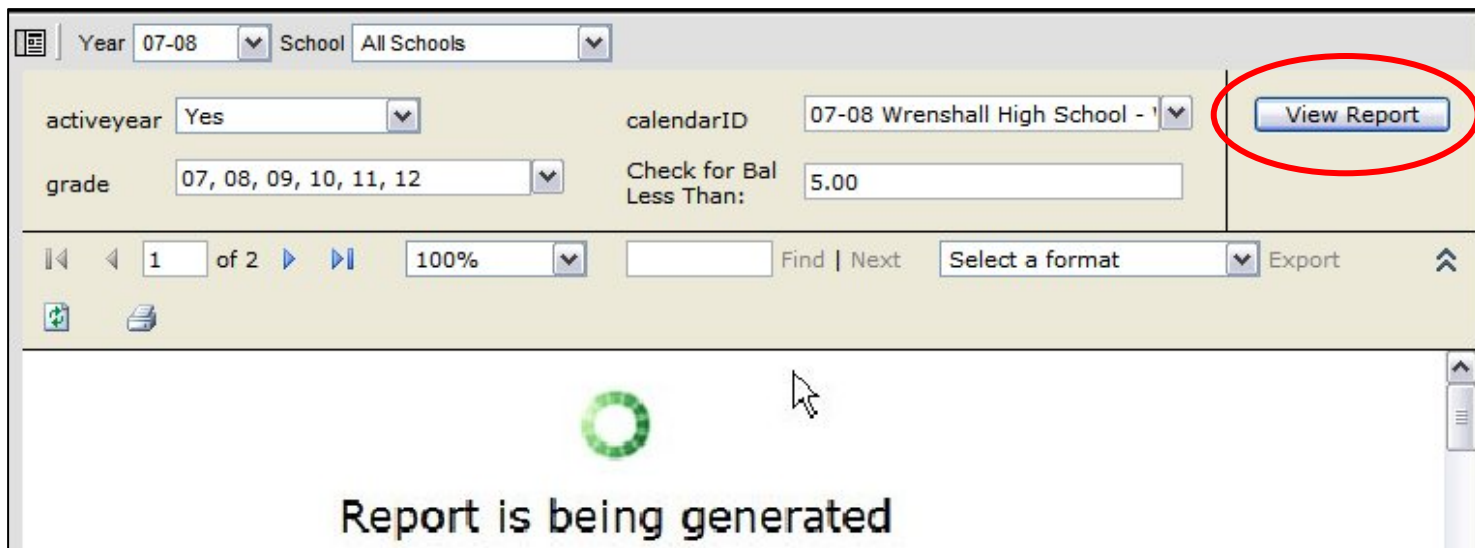 Year 07-08 School All Schools
activeyear Yes calendarID 07-08 Wrenshall High School - View Report
grade 07, 08, 09, 10, 11, 12 Check for Bal Less Than: 5.00
1 of 2 100% Find | Next Select a format Export
Report is being generated